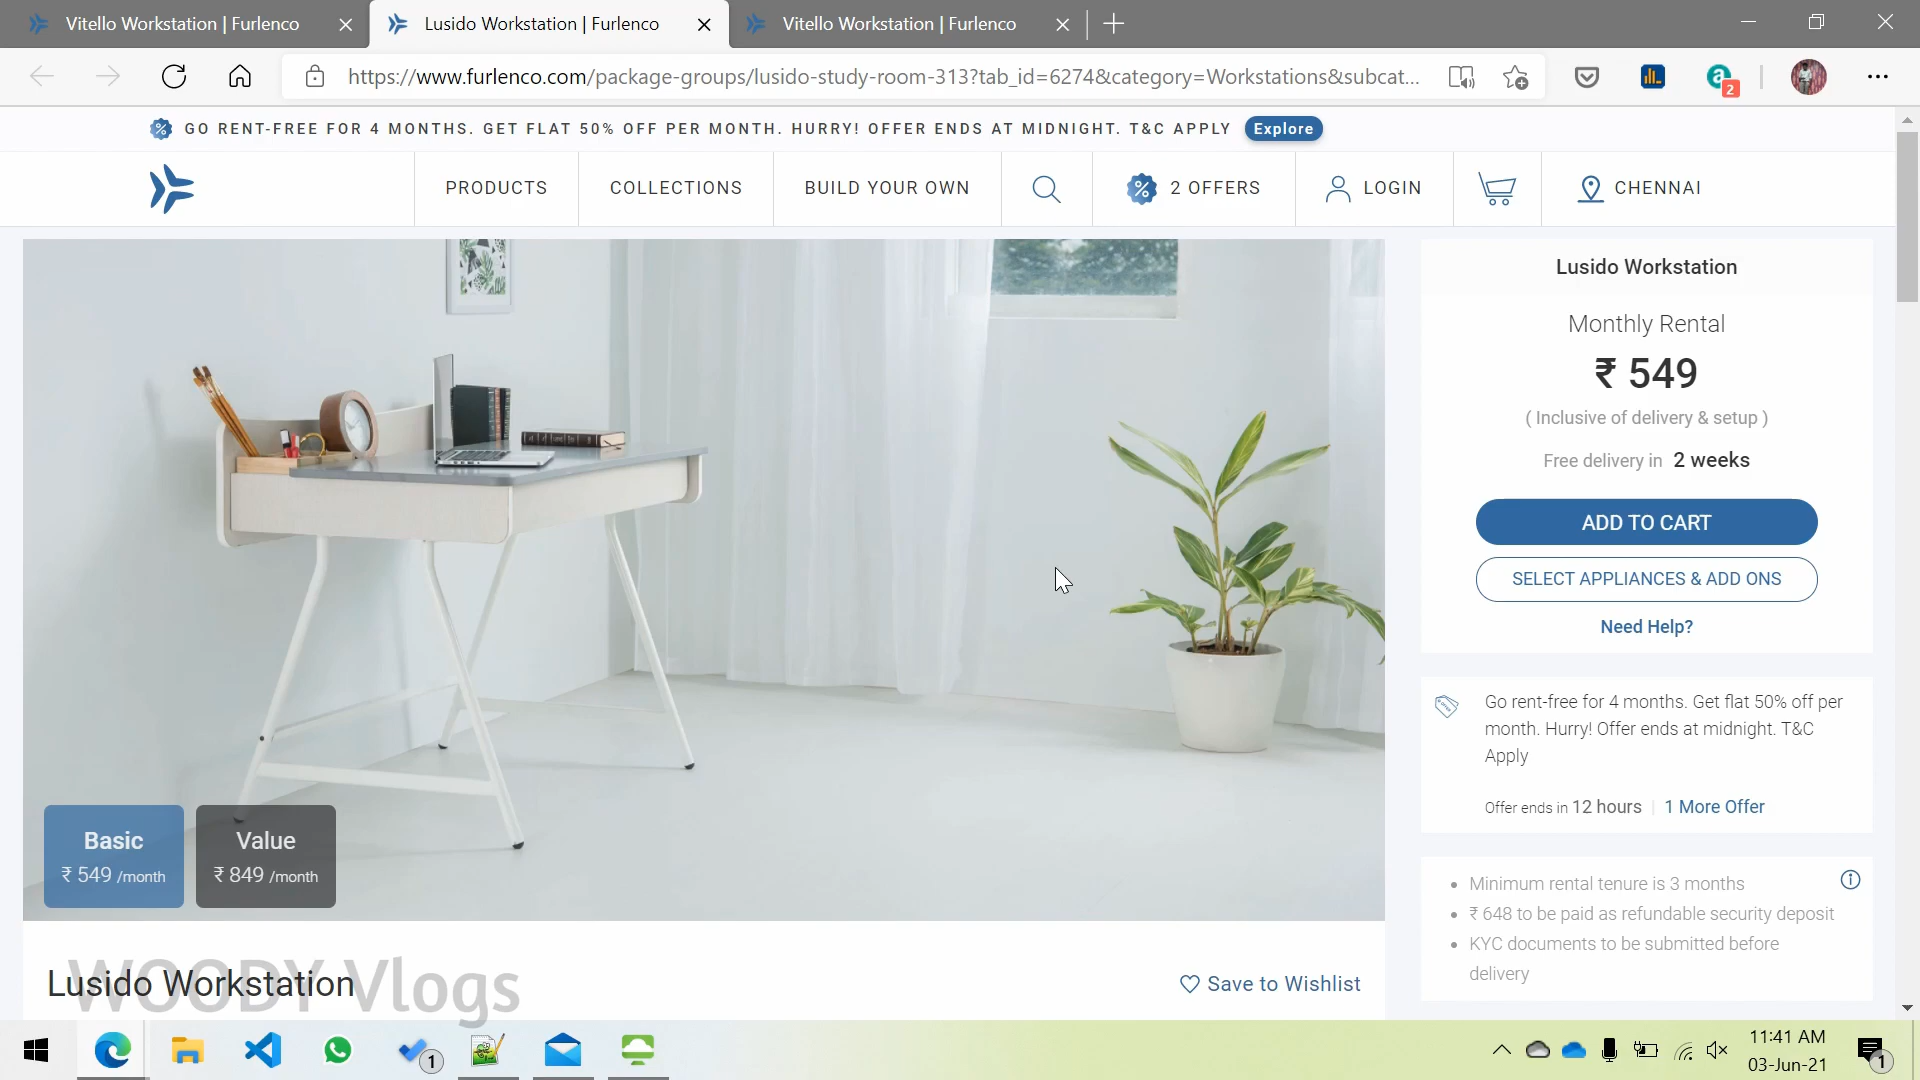 Vitello Workstation | Furlenco
Lusido Workstation | Furlenco
Vitello Workstation | Furlenco
https://www.furlenco.com/package-groups/lusido-study-room-313?tab_id=6274&category=Workstations&subcat...
a 2
GO RENT-FREE FOR 4 MONTHS. GET FLAT 50% OFF PER MONTH. HURRY! OFFER ENDS AT MIDNIGHT. T&C APPLY Explore
PRODUCTS
COLLECTIONS
BUILD YOUR OWN
2 OFFERS
LOGIN
CHENNAI
Basic
₹ 549 /month
Value
₹ 849 /month
Lusido Workstation
Save to Wishlist
WOODY Vlogs
Lusido Workstation
Monthly Rental
₹ 549
( Inclusive of delivery & setup )
Free delivery in 2 weeks
ADD TO CART
SELECT APPLIANCES & ADD ONS
Need Help?
Go rent-free for 4 months. Get flat 50% off per
month. Hurry! Offer ends at midnight. T&C
Apply
Offer ends in 12 hours | 1 More Offer
• Minimum rental tenure is 3 months
• ₹ 648 to be paid as refundable security deposit
• KYC documents to be submitted before
delivery
1
11:41 AM
03-Jun-21
1